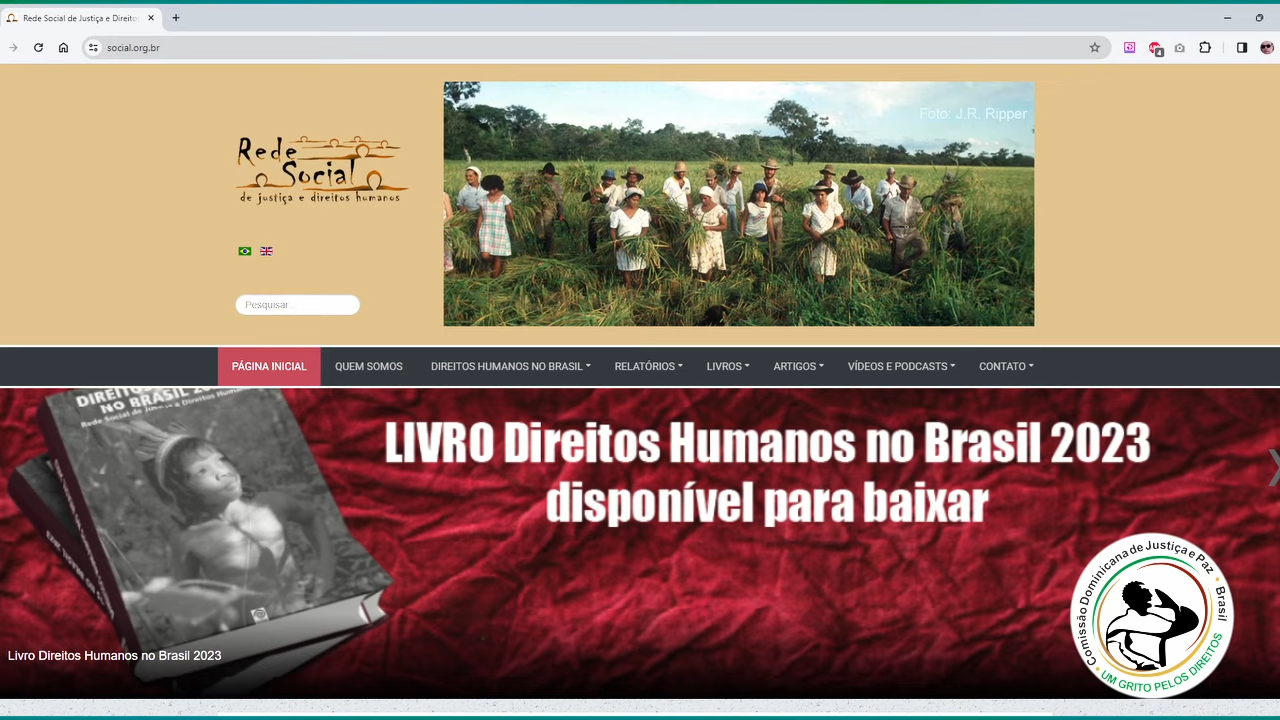 Rede Social de Justiça e Direito
social.org.br
4
Foto: J.R. Ripper
Rede
Social
de justiça e direitos humanos
Pesquisar...
PÁGINA INICIAL QUEM SOMOS DIREITOS HUMANOS NO BRASIL RELATÓRIOS LIVROS ARTIGOS VÍDEOS E PODCASTS CONTATO
NO BRASIL
Rede Social de Justiça e Direitos Humanos
LIVRO Direitos Humanos no Brasil 2023
disponível para baixar
Comissão Dominicana de Justiça e Paz • Brasil
• UM GRITO PELOS DIREITOS
Livro Direitos Humanos no Brasil 2023